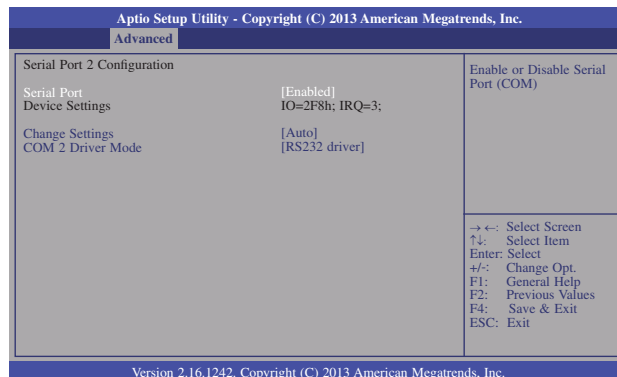 Aptio Setup Utility - Copyright (C) 2013 American Megatrends, Inc.
Advanced
Serial Port 2 Configuration
Serial Port [Enabled]
Device Settings IO=2F8h; IRQ=3;
Change Settings [Auto]
COM 2 Driver Mode [RS232 driver]
Enable or Disable Serial
Port (COM)
→←: Select Screen
↑↓: Select Item
Enter: Select
+/-: Change Opt.
F1: General Help
F2: Previous Values
F4: Save & Exit
ESC: Exit
Version 2.16.1242. Copyright (C) 2013 American Megatrends, Inc.